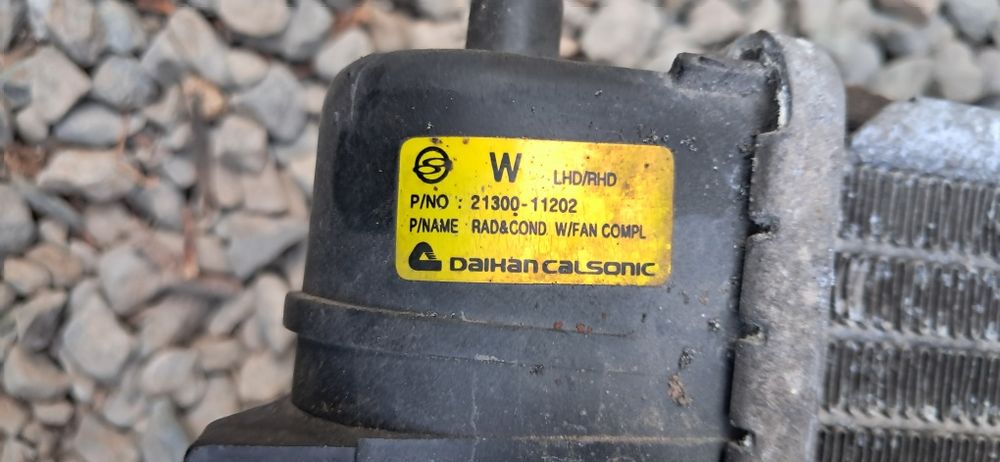 W LHD/RHD
P/NO : 21300-11202
P/NAME : RAD&COND. W/FAN COMPL
DAIHAN CALSONIC